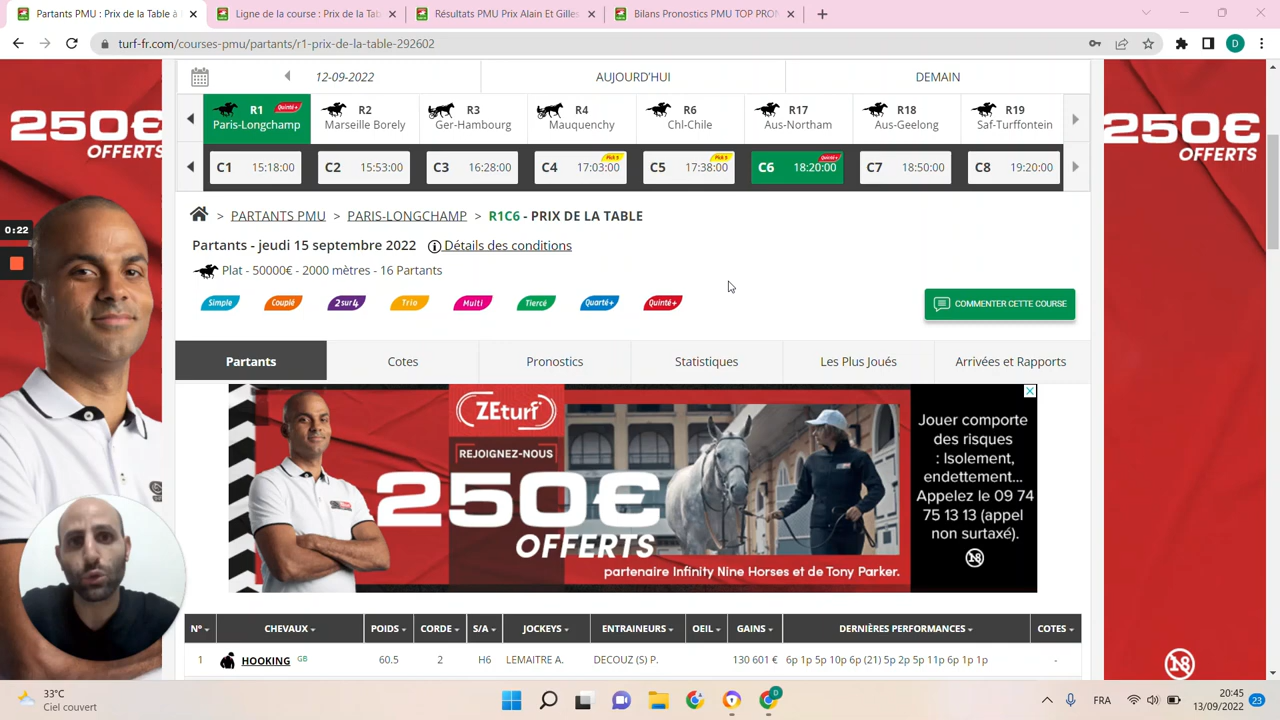 Partants PMU : Prix de la Table à
Ligne de la course : Prix de la Tab
Résultats PMU Prix Alain Et Gilles
Bilans Pronostics PMU TOP PRON
turf-fr.com/courses-pmu/partants/r1-prix-de-la-table-292602
D
12-09-2022
AUJOURD'HUI
DEMAIN
R1 Quinté+
Paris-Longchamp
R2
Marseille Borely
R3
Ger-Hambourg
R4
Mauquenchy
R6
Chl-Chile
R17
Aus-Northam
R18
Aus-Geelong
R19
Saf-Turffontein
C1 15:18:00
C2 15:53:00
C3 16:28:00
C4 17:03:00 Pick 5
C5 17:38:00 Pick 5
C6 18:20:00 Quinté+
C7 18:50:00
C8 19:20:00
> PARTANTS PMU > PARIS-LONGCHAMP > R1C6 - PRIX DE LA TABLE
Partants - jeudi 15 septembre 2022 Détails des conditions
Plat - 50000€ - 2000 mètres - 16 Partants
Simple Couplé 2 sur 4 Trio Multi Tiercé Quarté+ Quinté+
COMMENTER CETTE COURSE
Partants Cotes Pronostics Statistiques Les Plus Joués Arrivées et Rapports
250€
OFFERTS
250€
OFFERTS
0:22
ZEturf
REJOIGNEZ-NOUS
250€
OFFERTS
partenaire Infinity Nine Horses et de Tony Parker.
Jouer comporte
des risques
: Isolement,
endettement...
Appelez le 09 74
75 13 13 (appel
non surtaxé).
18
N° CHEVAUX POIDS CORDE S/A JOCKEYS ENTRAINEURS OEIL GAINS DERNIÈRES PERFORMANCES COTES
1 HOOKING GB 60.5 2 H6 LEMAITRE A. DECOUZ (S) P. 130 601 € 6p 1p 5p 10p 6p (21) 5p 2p 5p 11p 6p 1p 1p -
18
33°C
Ciel couvert
D
FRA
20:45
13/09/2022
23